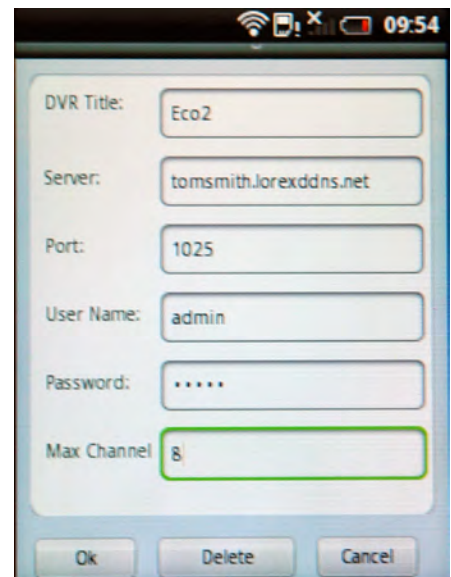 09:54
DVR Title:
Eco2
Server:
tomsmith.lorexddns.net
Port:
1025
User Name:
admin
Password:
•••••
Max Channel
8
Ok Delete Cancel